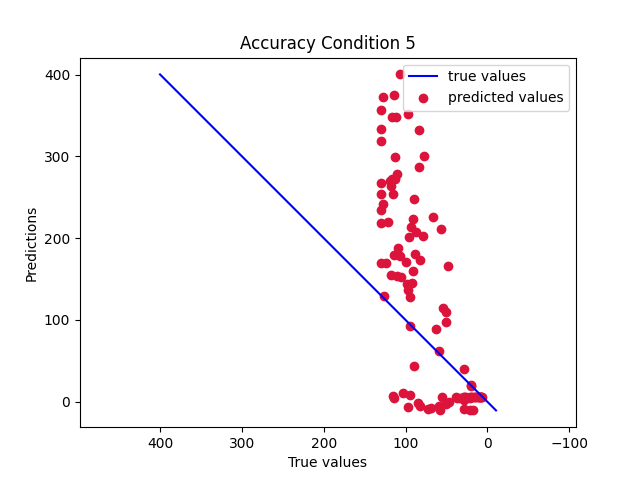 Accuracy Condition 5
true values
predicted values
400
300
200
100
0
Predictions
400 300 200 100 0 −100
True values